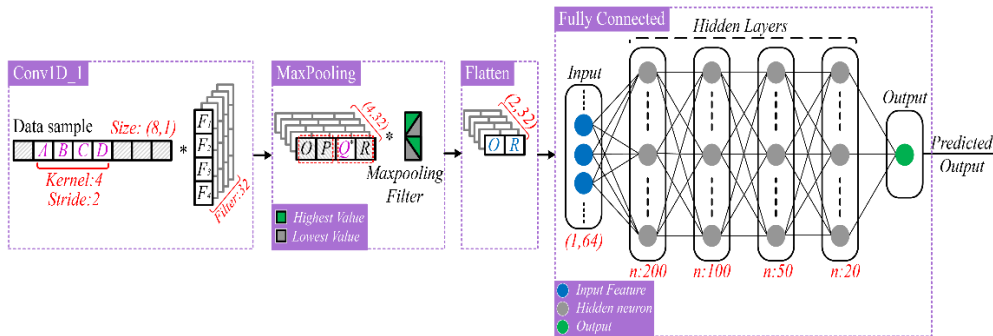 Conv1D_1
Data sample
Size: (8,1)
A B C D
Kernel:4
Stride:2
*
F1
F2
F3
F4
Filter:32
MaxPooling
(4,32)
O P Q R
*
Maxpooling
Filter
Highest Value
Lowest Value
Flatten
(2,32)
O R
Fully Connected
Hidden Layers
Input
(1,64)
n:200
n:100
n:50
n:20
Output
Predicted
Output
Input Feature
Hidden neuron
Output